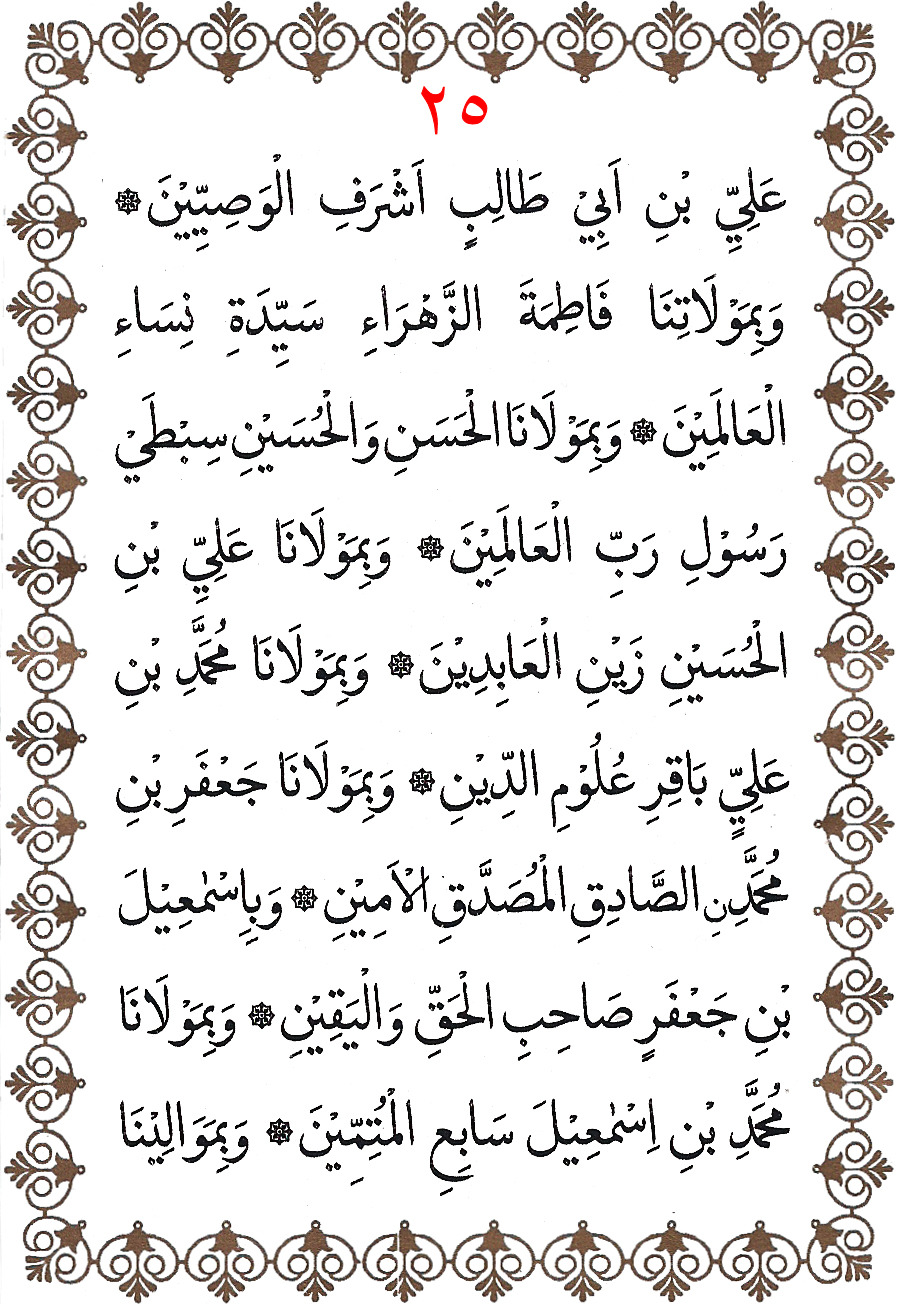 ٢٥
عَلِيِّ بْنِ اَبِيْ طَالِبٍ اَشْرَفِ الْوَصِيِّيْنَ ۞
وَبِمَوْلَاتِنَا فَاطِمَةَ الزَّهْرَاءِ سَيِّدَةِ نِسَاءِ
الْعَالَمِيْنَ ۞ وَبِمَوْلَانَا الْحَسَنِ وَالْحُسَيْنِ سِبْطَيْ
رَسُوْلِ رَبِّ الْعَالَمِيْنَ ۞ وَبِمَوْلَانَا عَلِيِّ بْنِ
الْحُسَيْنِ زَيْنِ الْعَابِدِيْنَ ۞ وَبِمَوْلَانَا مُحَمَّدِ بْنِ
عَلِيٍّ بَاقِرِ عُلُوْمِ الدِّيْنِ ۞ وَبِمَوْلَانَا جَعْفَرِ بْنِ
مُحَمَّدِنِ الصَّادِقِ الْمُصَدَّقِ الْاَمِيْنِ ۞ وَبِاِسْمٰعِيْلَ
بْنِ جَعْفَرٍ صَاحِبِ الْحَقِّ وَالْيَقِيْنِ ۞ وَبِمَوْلَانَا
مُحَمَّدِ بْنِ اِسْمٰعِيْلَ سَابِعِ الْمُتِمِّيْنَ ۞ وَبِمَوَالِيْنَا